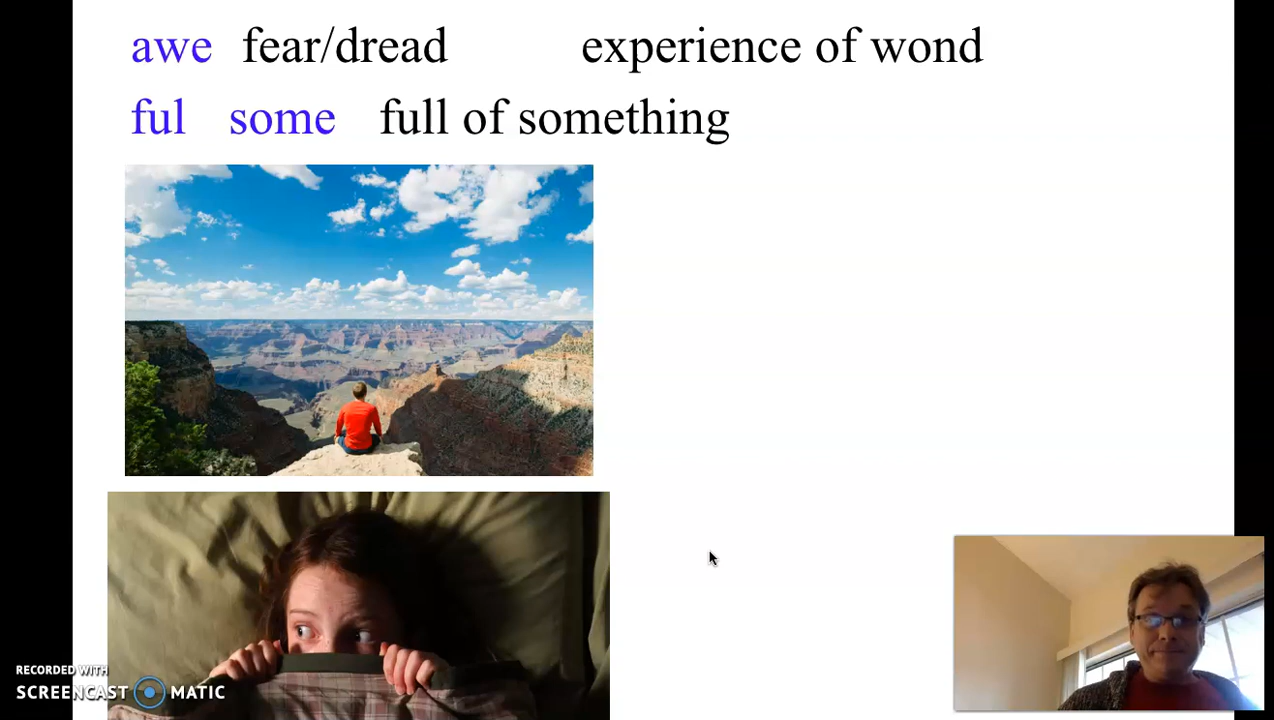 awe fear/dread experience of wond
ful some full of something
RECORDED WITH
SCREENCAST MATIC